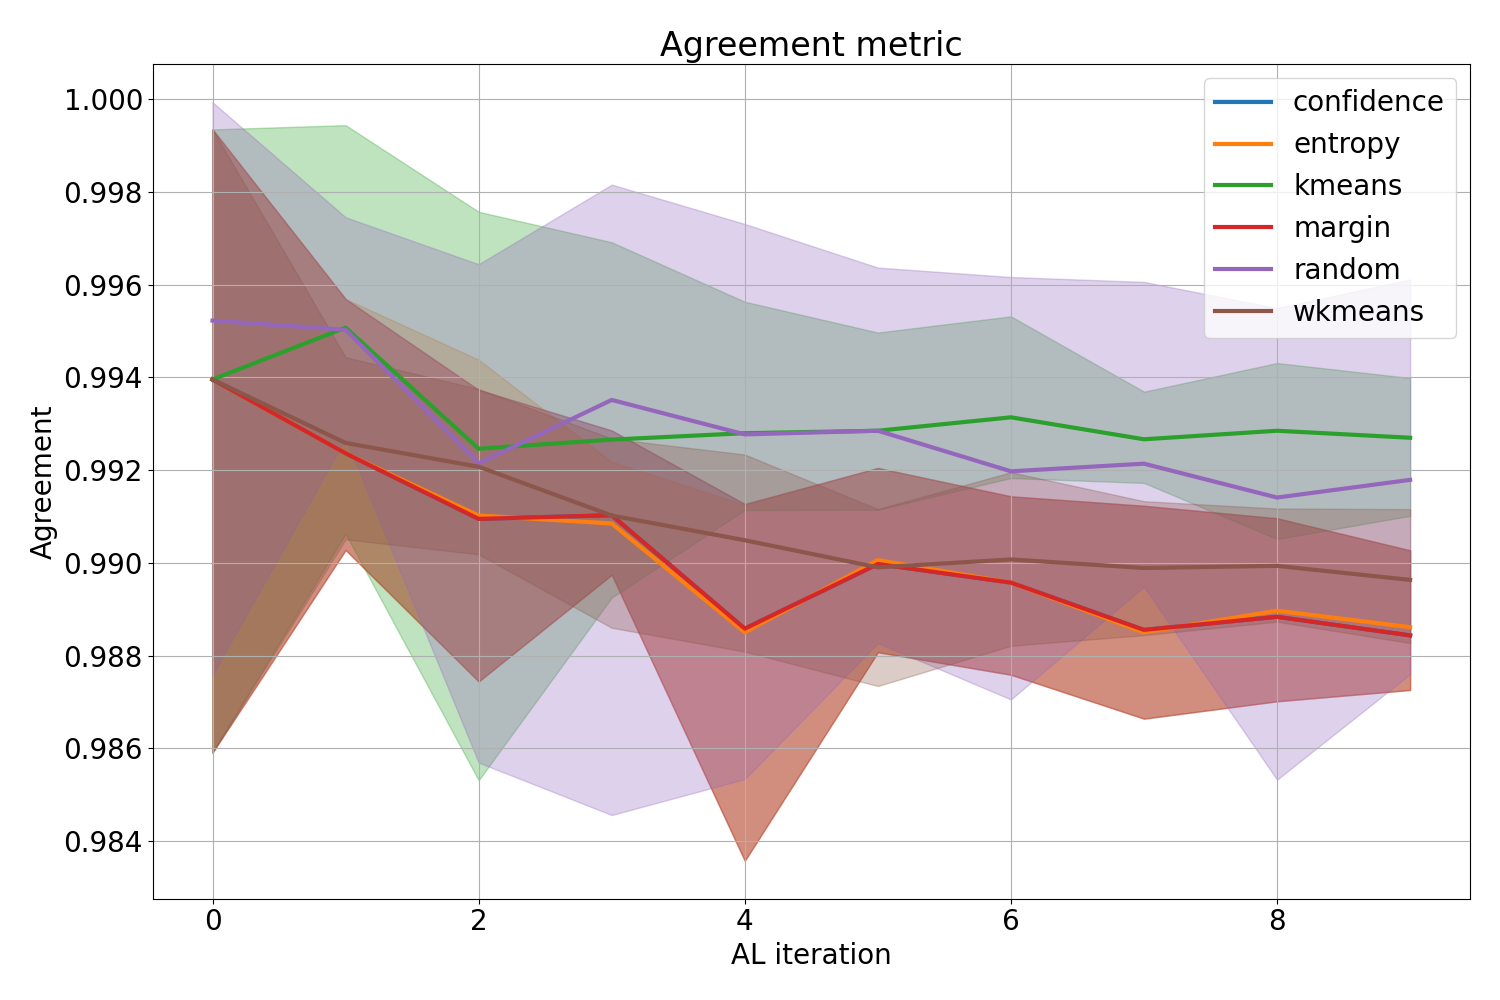 Agreement metric
1.000
0.998
0.996
0.994
0.992
0.990
0.988
0.986
0.984
Agreement
0 2 4 6 8
AL iteration
confidence
entropy
kmeans
margin
random
wkmeans